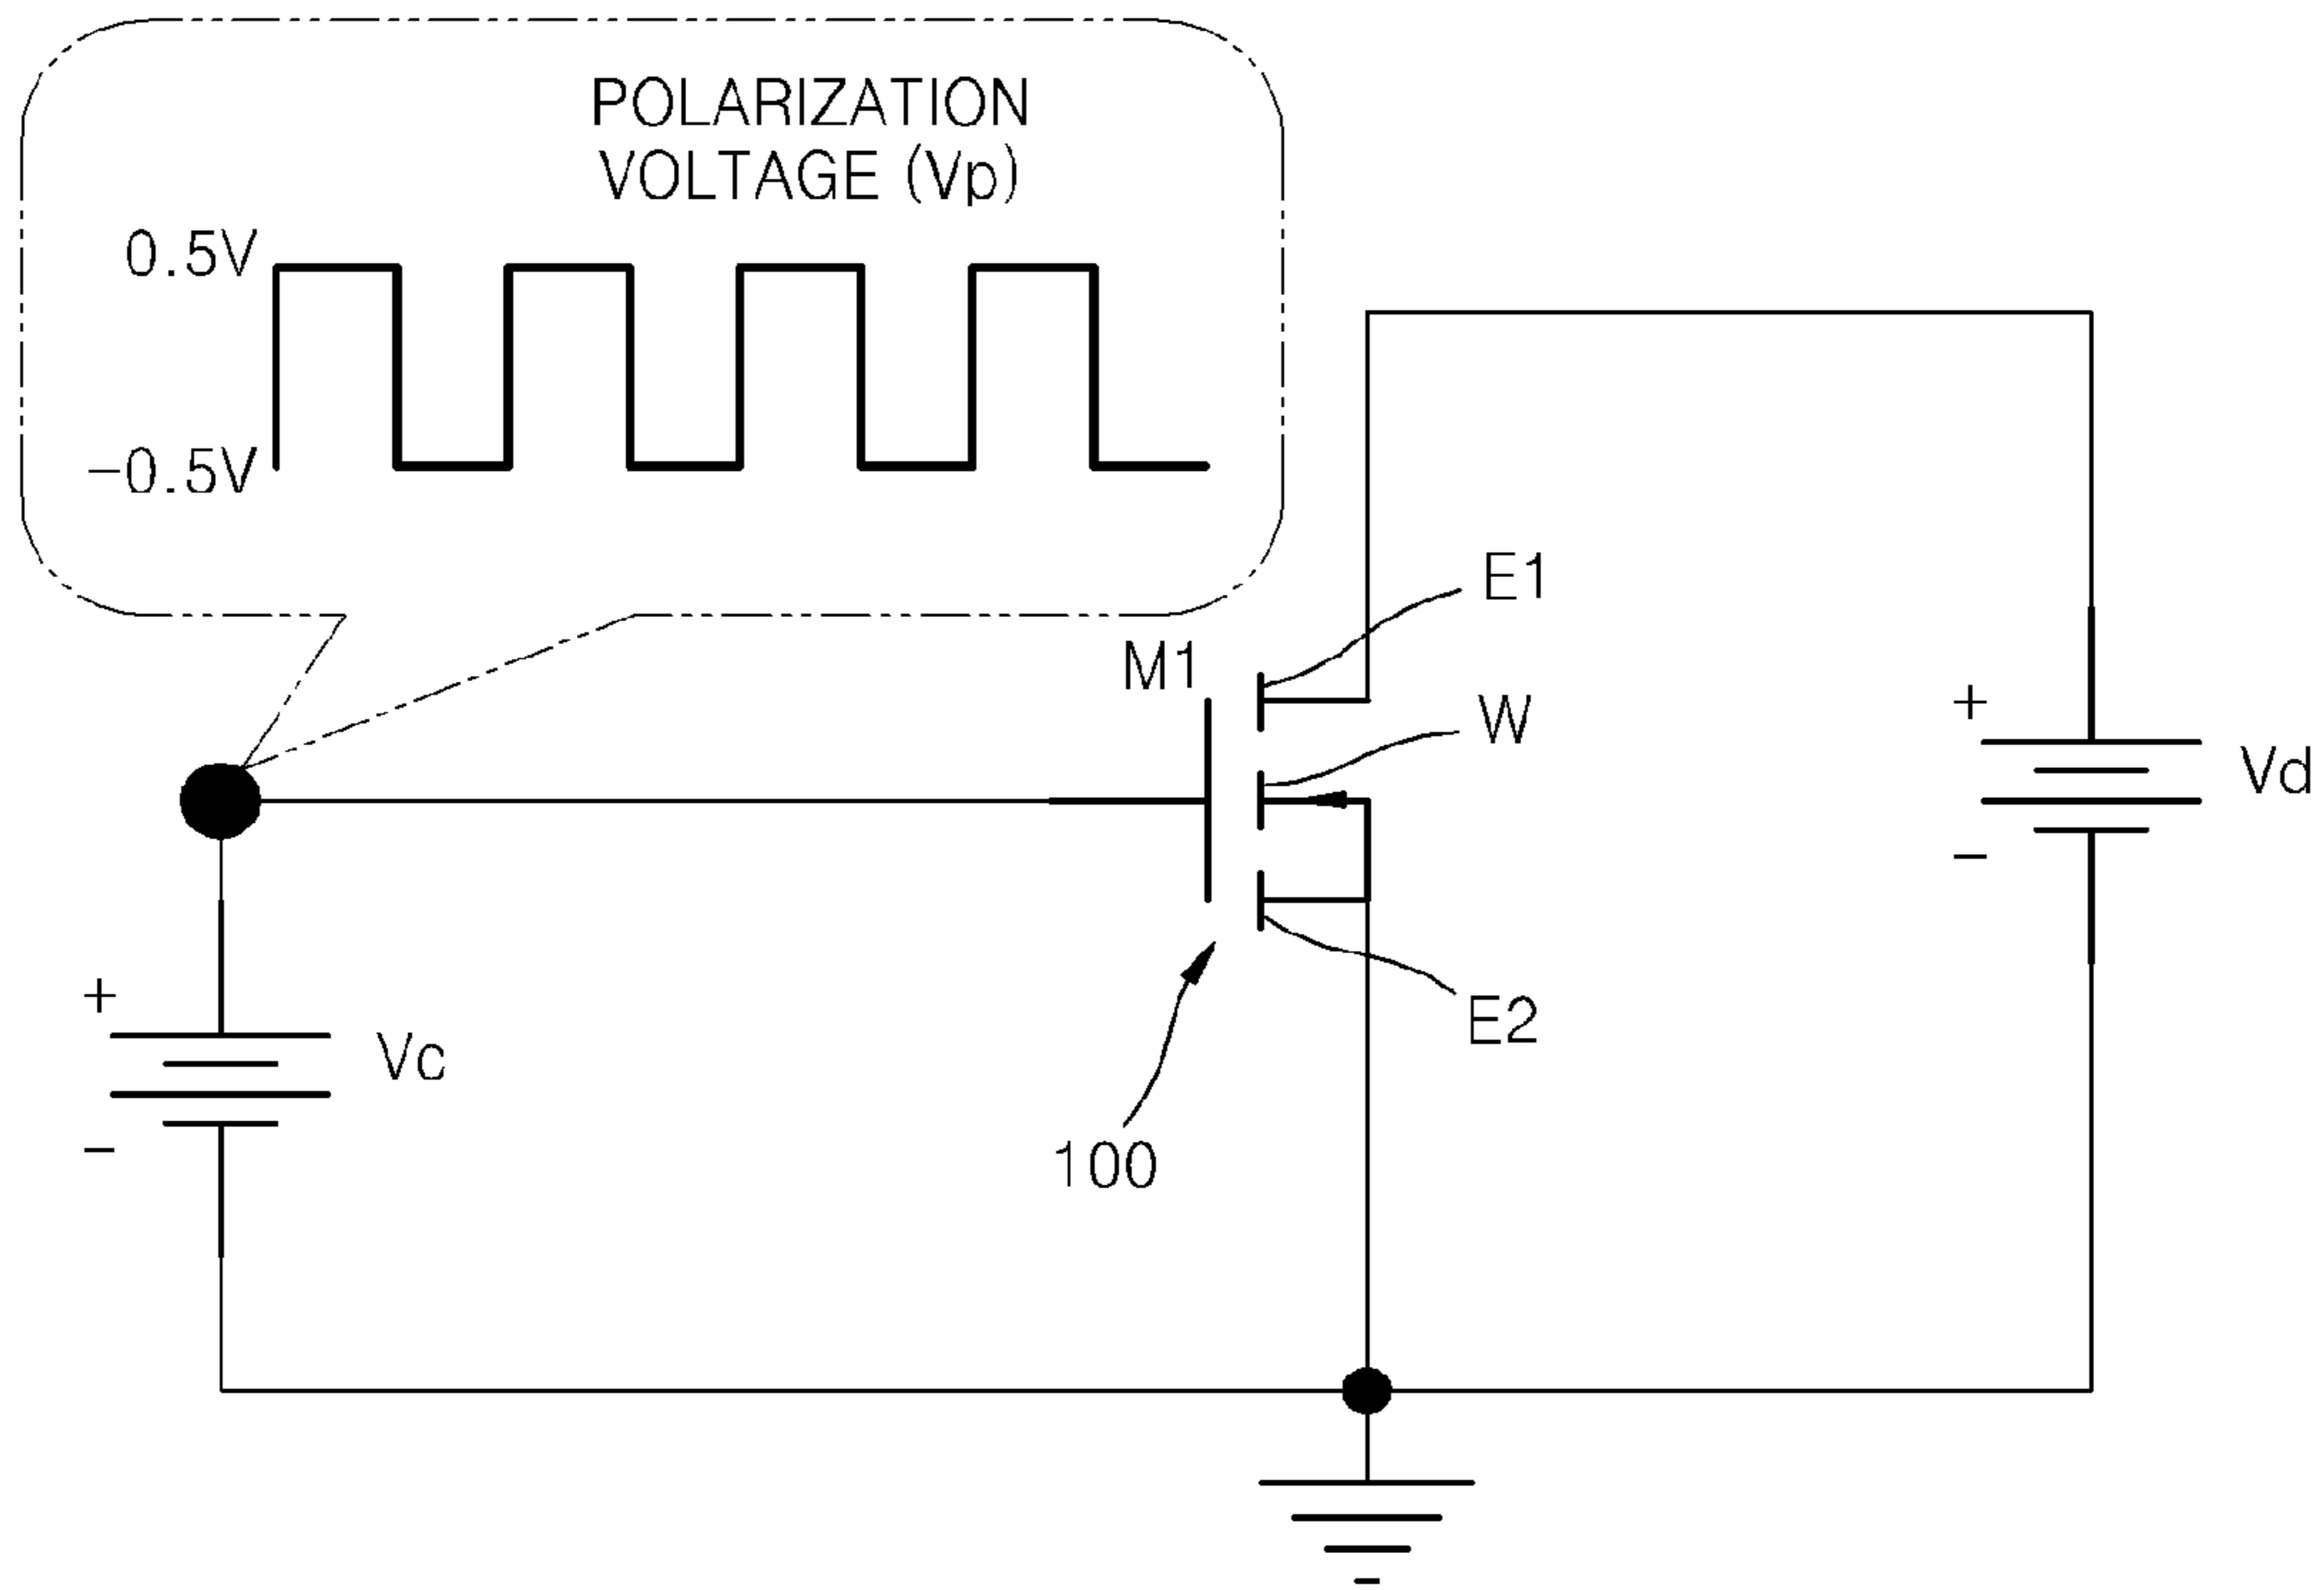 POLARIZATION
VOLTAGE (Vp)
0.5V
-0.5V
E1
M1
W
+
Vd
-
E2
+
Vc
-
100